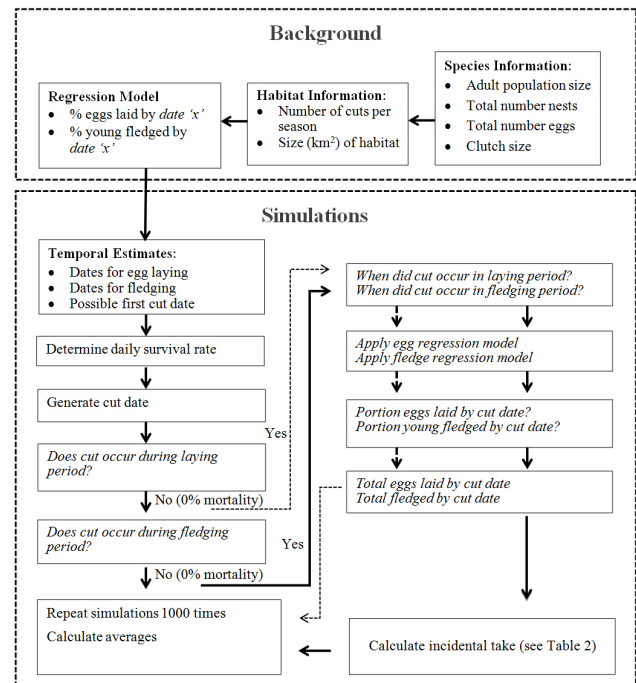 Background
Regression Model
• % eggs laid by date ‘x’
• % young fledged by
date ‘x’
Habitat Information:
• Number of cuts per
season
• Size (km²) of habitat
Species Information:
• Adult population size
• Total number nests
• Total number eggs
• Clutch size
Simulations
Temporal Estimates:
• Dates for egg laying
• Dates for fledging
• Possible first cut date
Determine daily survival rate
Generate cut date
Does cut occur during laying
period?
Yes
No (0% mortality)
Does cut occur during fledging
period?
Yes
No (0% mortality)
Repeat simulations 1000 times
Calculate averages
When did cut occur in laying period?
When did cut occur in fledging period?
Apply egg regression model
Apply fledge regression model
Portion eggs laid by cut date?
Portion young fledged by cut date?
Total eggs laid by cut date
Total fledged by cut date
Calculate incidental take (see Table 2)